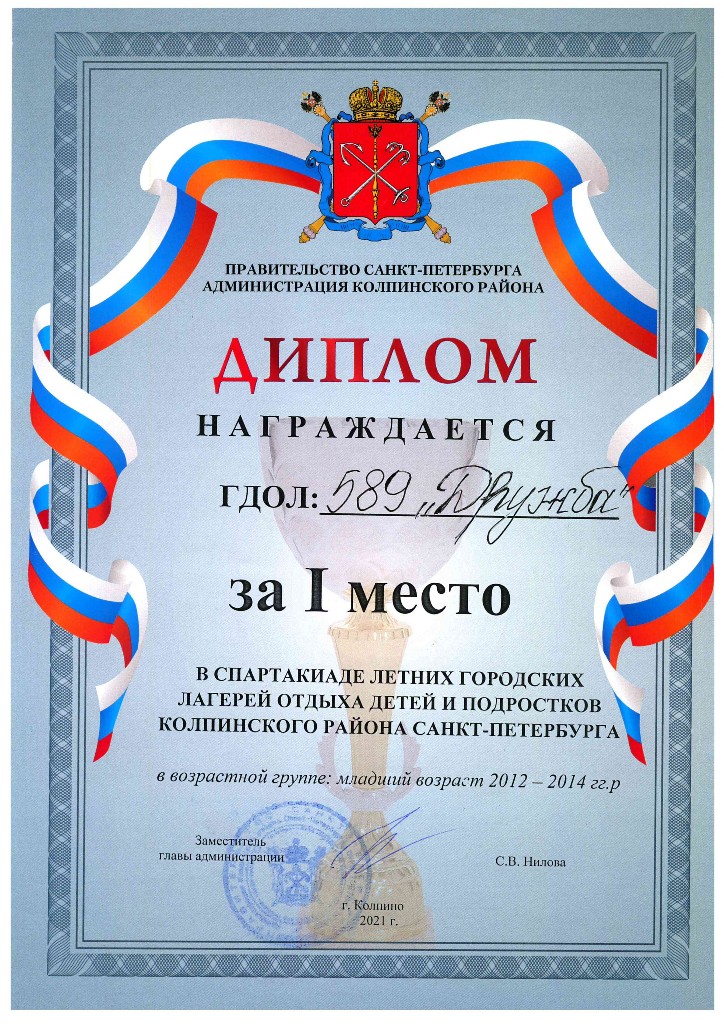 ПРАВИТЕЛЬСТВО САНКТ-ПЕТЕРБУРГА
АДМИНИСТРАЦИЯ КОЛПИНСКОГО РАЙОНА
ДИПЛОМ
НАГРАЖДАЕТСЯ
ГДОЛ: 589 „Дружба"
за I место
В СПАРТАКИАДЕ ЛЕТНИХ ГОРОДСКИХ
ЛАГЕРЕЙ ОТДЫХА ДЕТЕЙ И ПОДРОСТКОВ
КОЛПИНСКОГО РАЙОНА САНКТ-ПЕТЕРБУРГА
в возрастной группе: младший возраст 2012 – 2014 гг.р
Заместитель
главы администрации
С.В. Нилова
г. Колпино
2021 г.